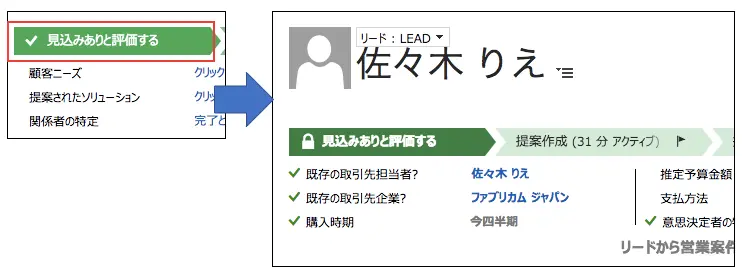 見込みありと評価する
顧客ニーズ クリック
提案されたソリューション クリッ
関係者の特定 完了と
リード : LEAD
佐々木 りえ
見込みありと評価する 提案作成 (31 分 アクティブ)
既存の取引先担当者? 佐々木 りえ 推定予算金額
既存の取引先企業? ファブリカム ジャパン 支払方法
購入時期 今四半期 意思決定者の
リードから営業案件